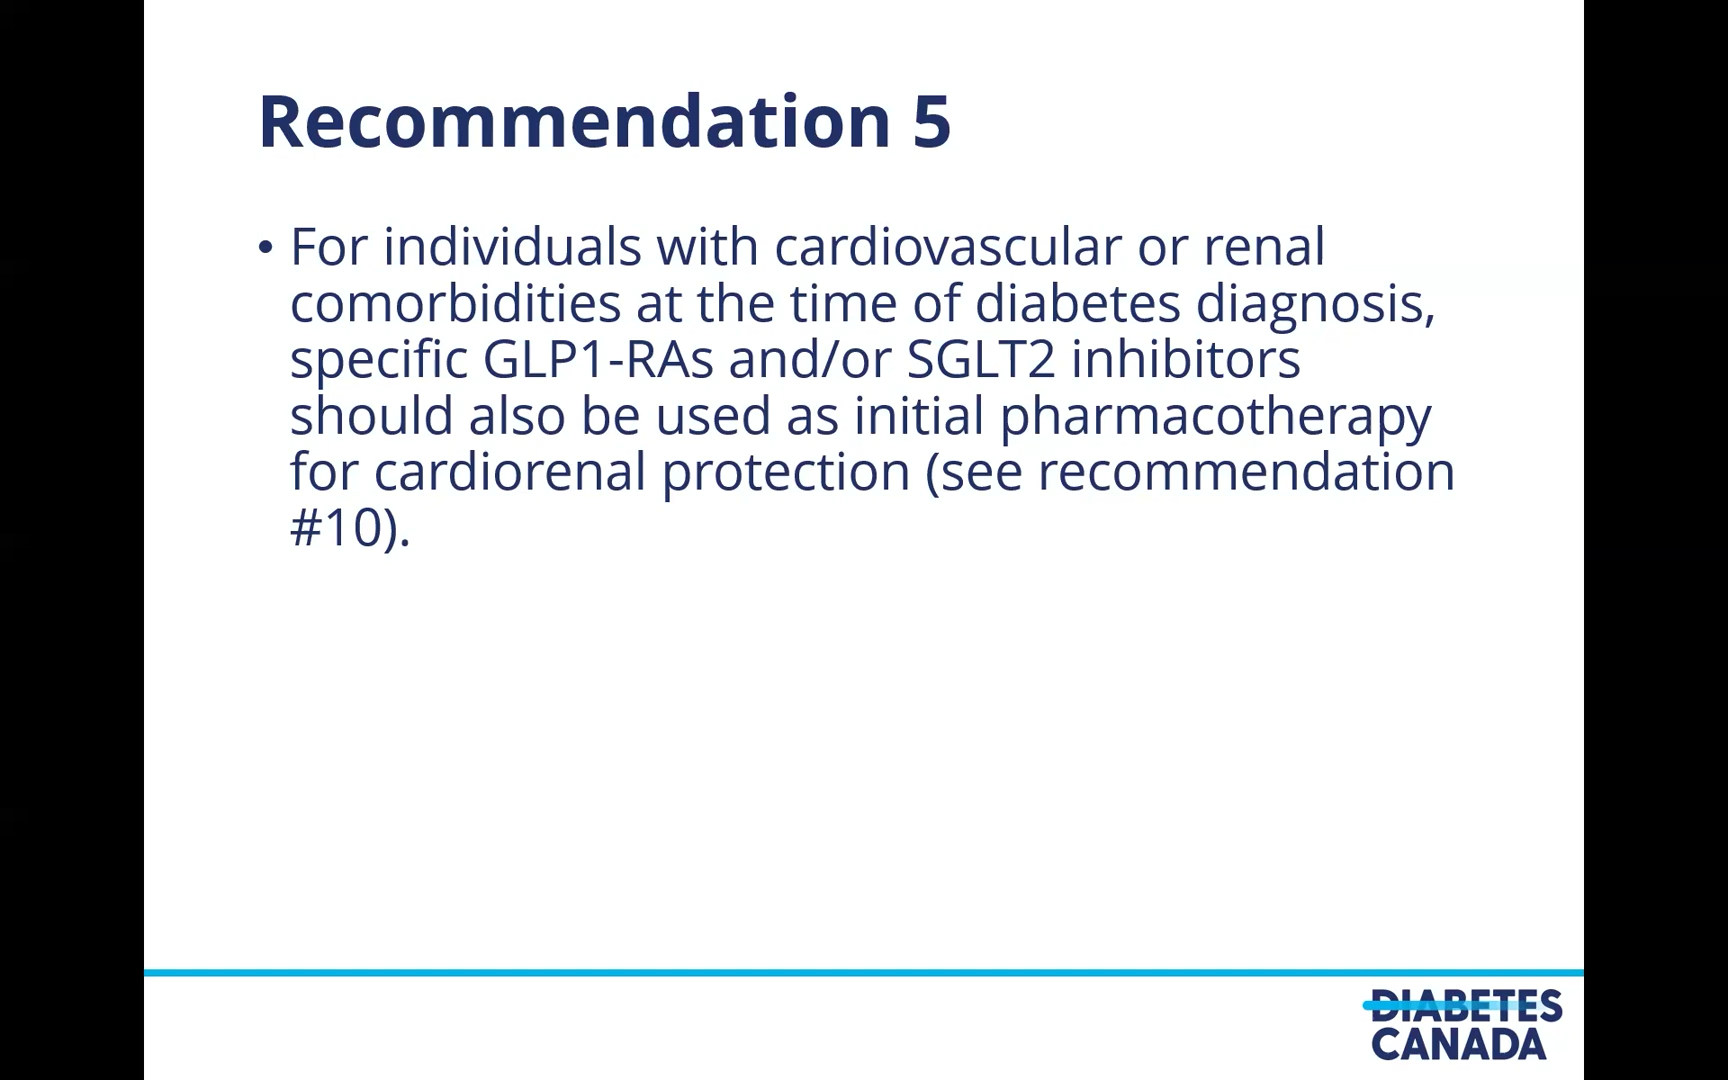 Recommendation 5
• For individuals with cardiovascular or renal
comorbidities at the time of diabetes diagnosis,
specific GLP1-RAs and/or SGLT2 inhibitors
should also be used as initial pharmacotherapy
for cardiorenal protection (see recommendation
#10).
DIABETES
CANADA